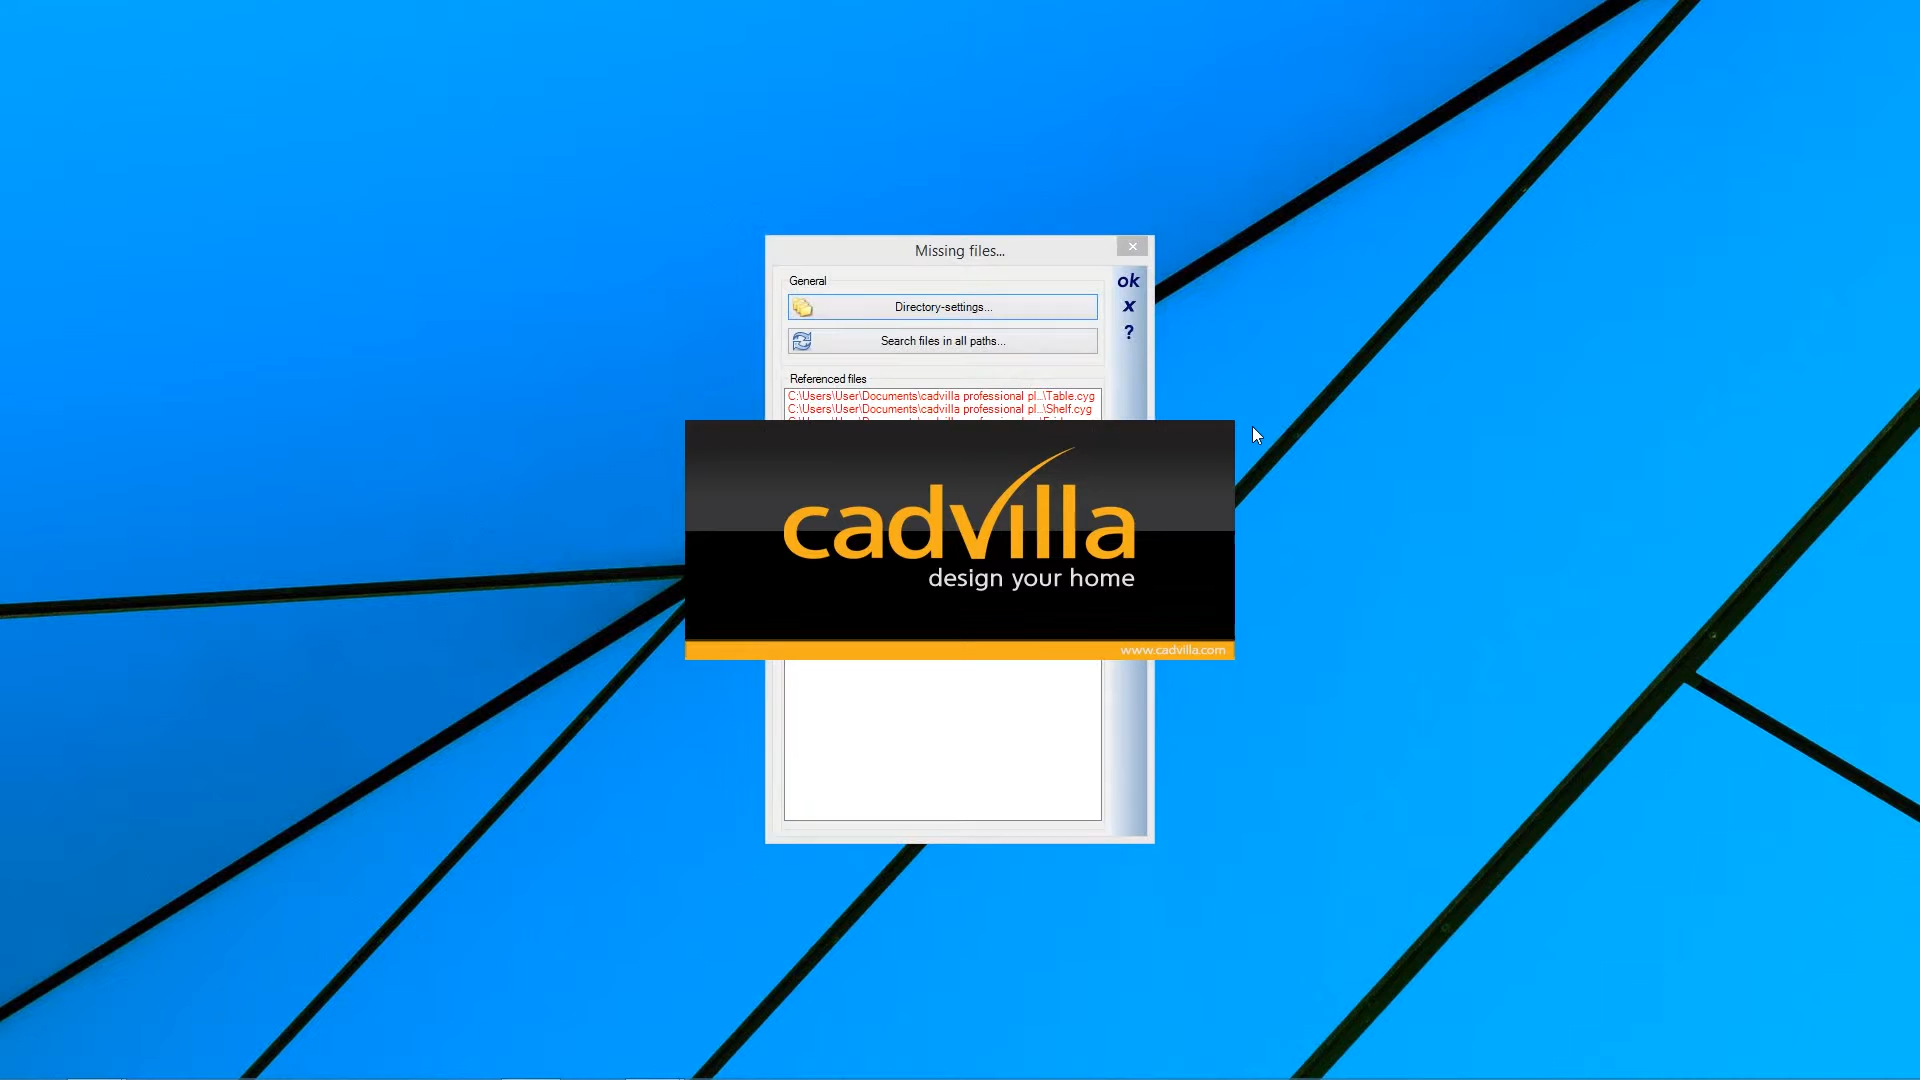 Missing files...
General
ok
Directory-settings...
x
?
Search files in all paths...
Referenced files
C:\Users\User\Documents\cadvilla professional pl...\Table.cyg
C:\Users\User\Documents\cadvilla professional pl...\Shelf.cyg
cadvilla
design your home
www.cadvilla.com